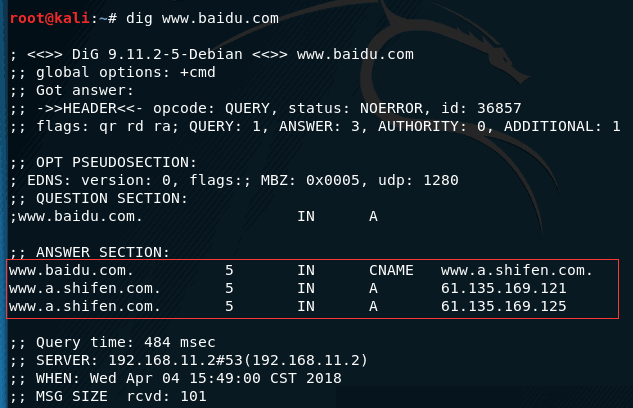 root@kali:~# dig www.baidu.com
; <<>> DiG 9.11.2-5-Debian <<>> www.baidu.com
;; global options: +cmd
;; Got answer:
;; ->>HEADER<<- opcode: QUERY, status: NOERROR, id: 36857
;; flags: qr rd ra; QUERY: 1, ANSWER: 3, AUTHORITY: 0, ADDITIONAL: 1
;; OPT PSEUDOSECTION:
; EDNS: version: 0, flags:; MBZ: 0x0005, udp: 1280
;; QUESTION SECTION:
;www.baidu.com. IN A
;; ANSWER SECTION:
www.baidu.com. 5 IN CNAME www.a.shifen.com.
www.a.shifen.com. 5 IN A 61.135.169.121
www.a.shifen.com. 5 IN A 61.135.169.125
;; Query time: 484 msec
;; SERVER: 192.168.11.2#53(192.168.11.2)
;; WHEN: Wed Apr 04 15:49:00 CST 2018
;; MSG SIZE rcvd: 101